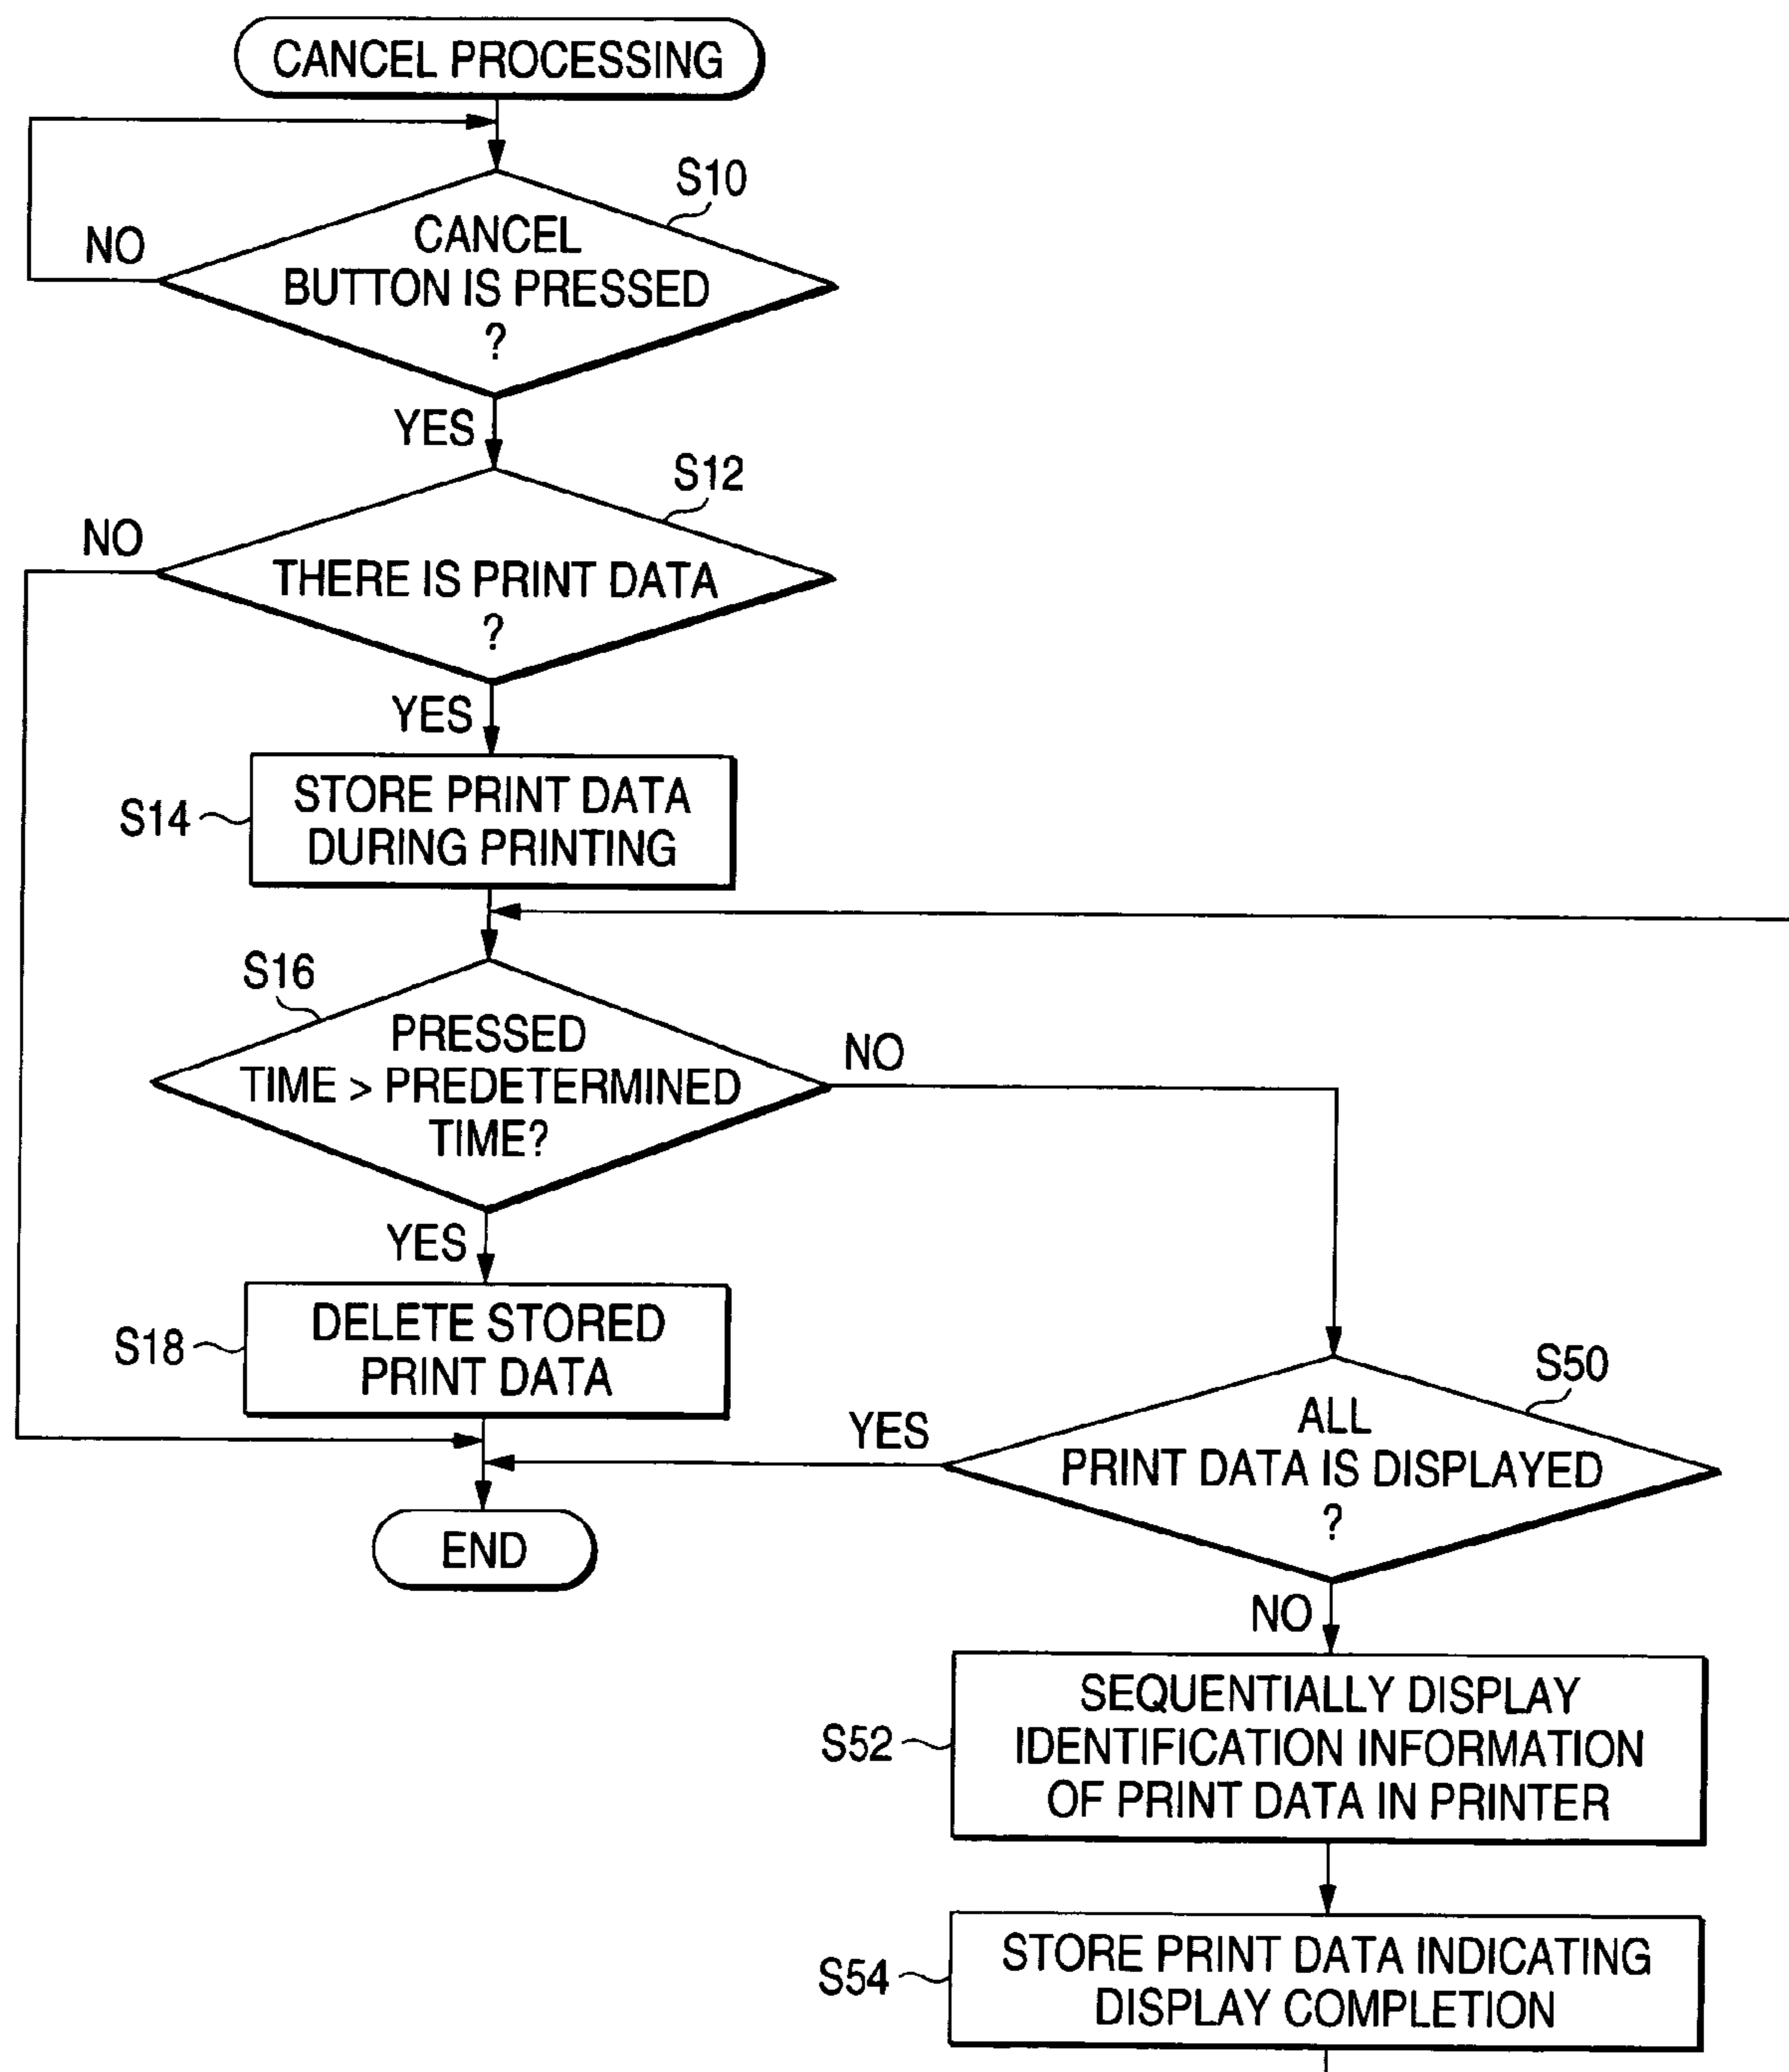 CANCEL PROCESSING
S10
NO
CANCEL
BUTTON IS PRESSED
?
YES
S12
NO
THERE IS PRINT DATA
?
YES
S14
STORE PRINT DATA
DURING PRINTING
S16
PRESSED
TIME > PREDETERMINED
TIME?
NO
YES
S18
DELETE STORED
PRINT DATA
S50
ALL
PRINT DATA IS DISPLAYED
?
YES
END
NO
S52
SEQUENTIALLY DISPLAY
IDENTIFICATION INFORMATION
OF PRINT DATA IN PRINTER
S54
STORE PRINT DATA INDICATING
DISPLAY COMPLETION